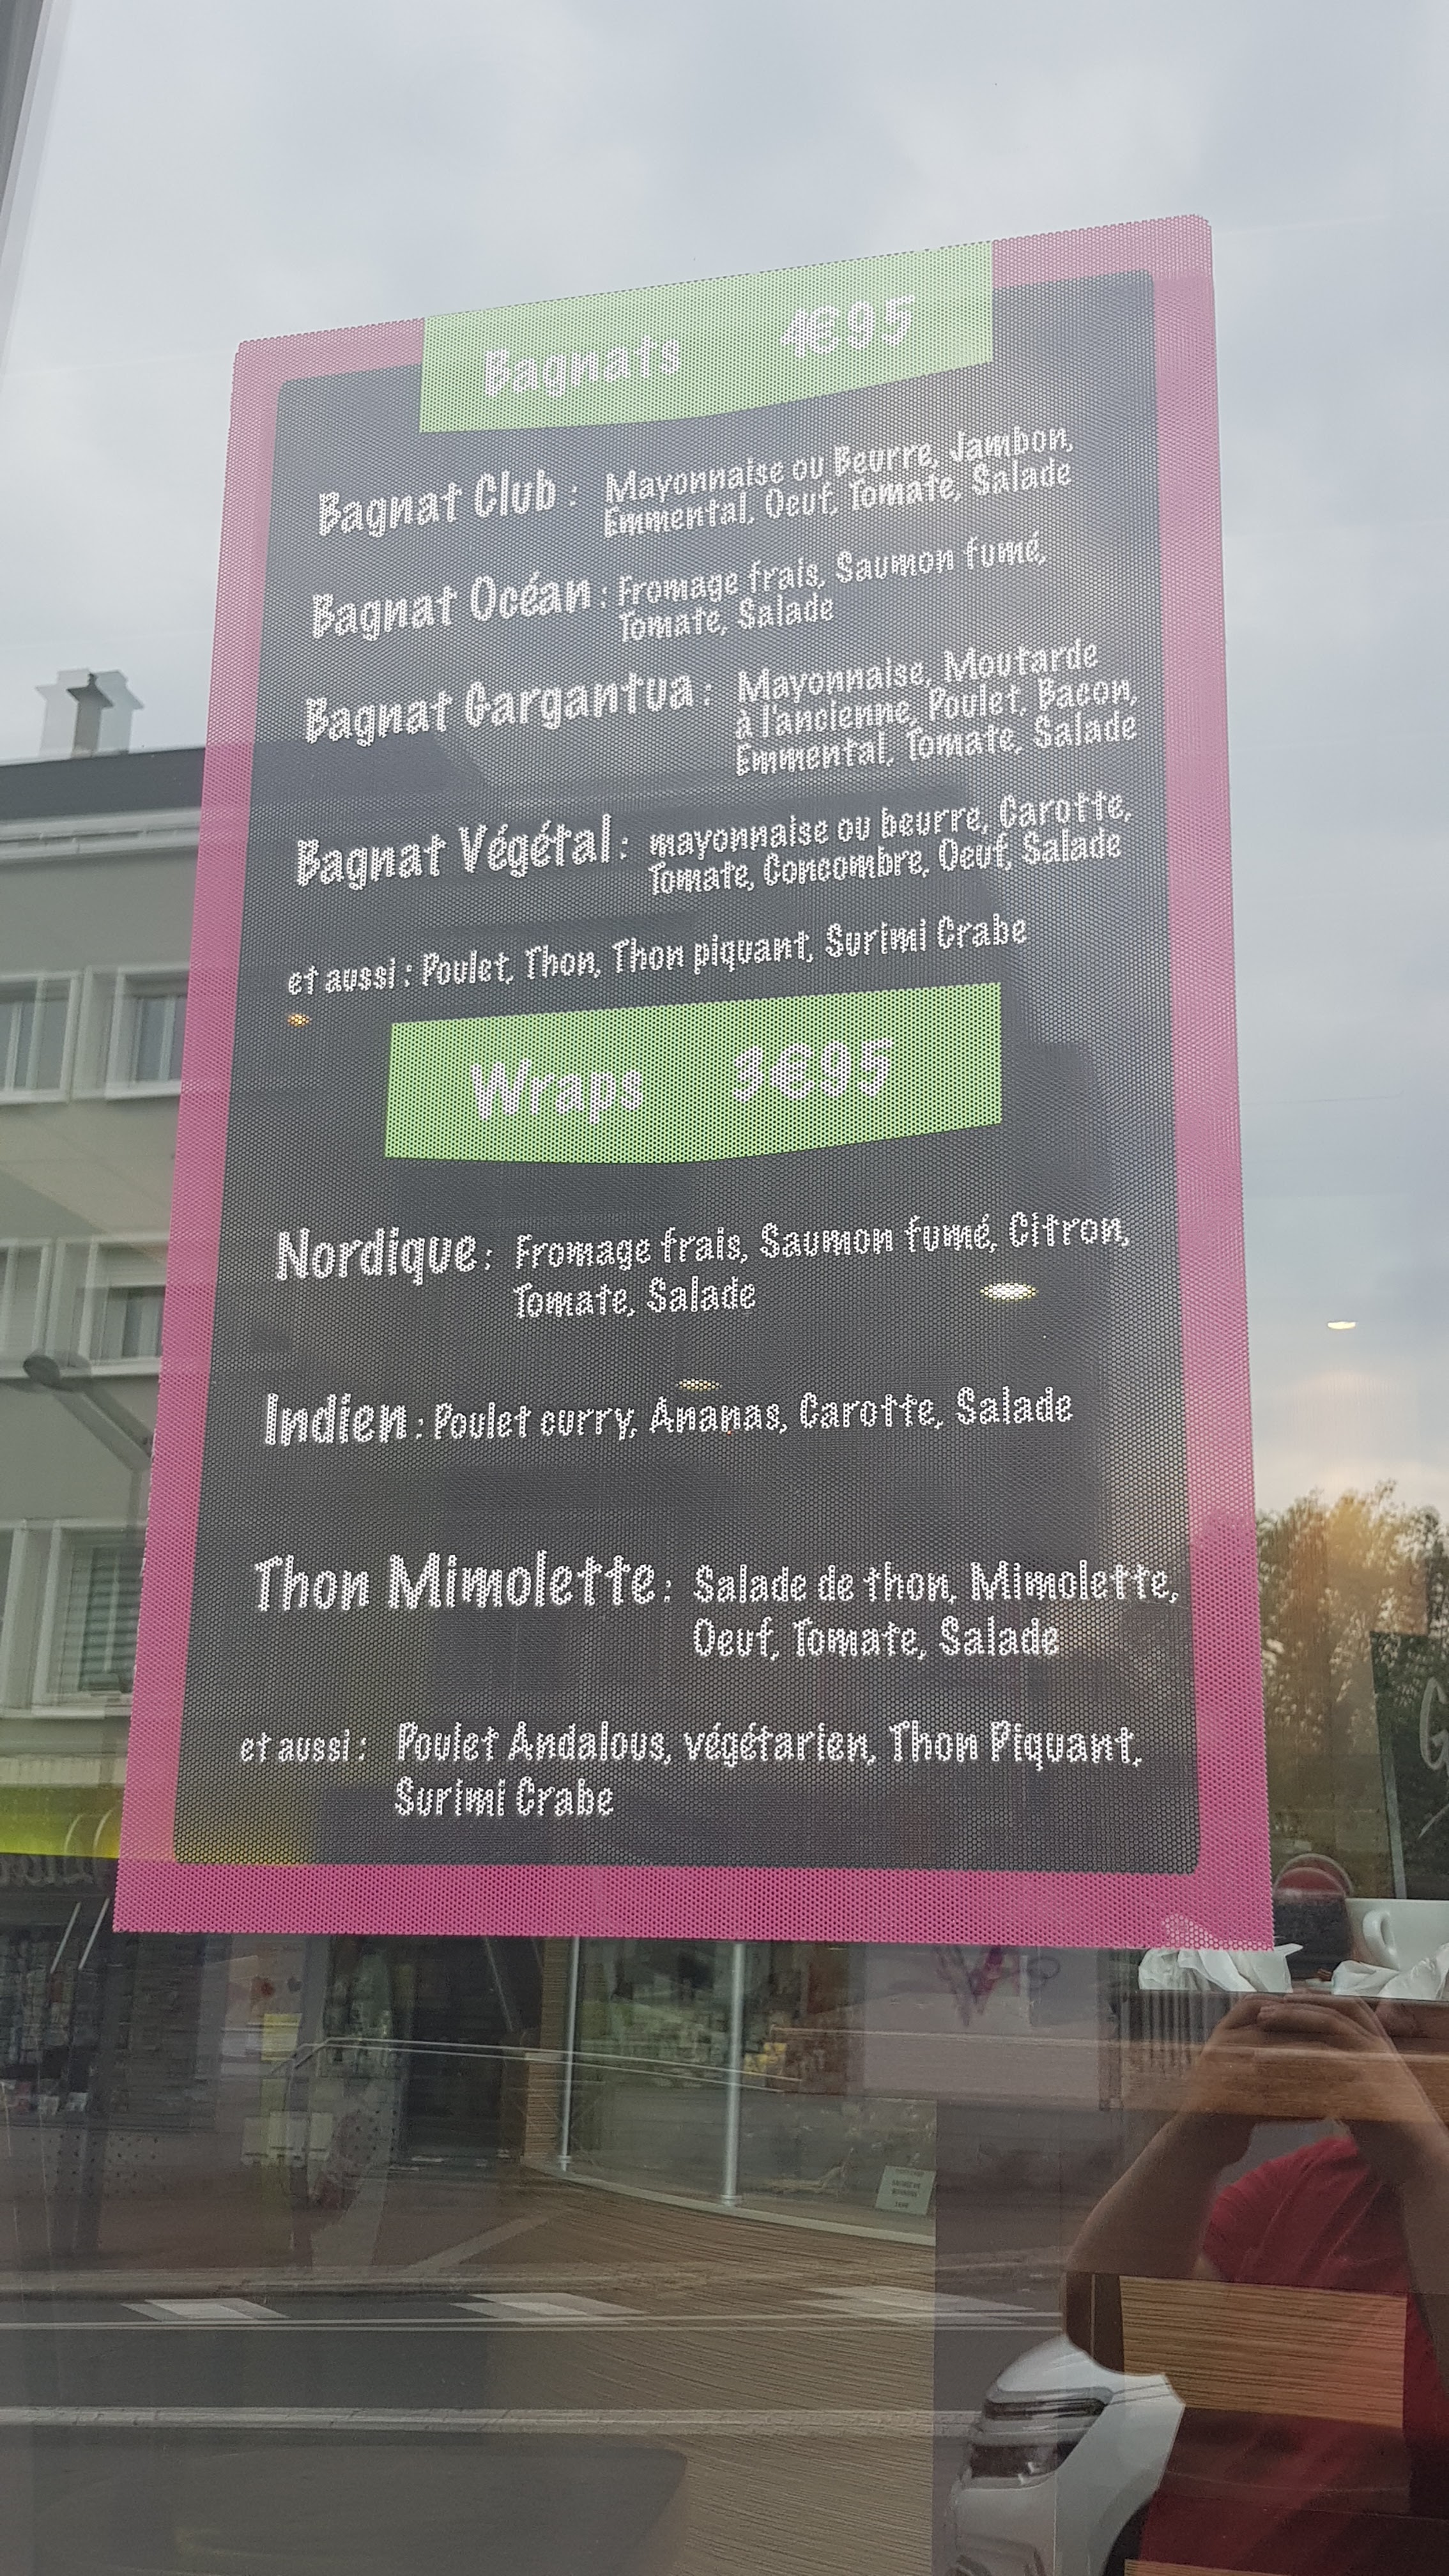 Bagnats 4€95
Bagnat Club : Mayonnaise ou Beurre, Jambon,
Emmental, Oeuf, Tomate, Salade
Bagnat Océan : Fromage frais, Saumon fumé,
Tomate, Salade
Bagnat Gargantua : Mayonnaise, Moutarde
à l'ancienne, Poulet, Bacon,
Emmental, Tomate, Salade
Bagnat Végétal : mayonnaise ou beurre, Carotte,
Tomate, Concombre, Oeuf, Salade
et aussi : Poulet, Thon, Thon piquant, Surimi Crabe
Wraps 3€95
Nordique : Fromage frais, Saumon fumé, Citron,
Tomate, Salade
Indien : Poulet curry, Ananas, Carotte, Salade
Thon Mimolette : Salade de thon, Mimolette,
Oeuf, Tomate, Salade
et aussi : Poulet Andalous, végétarien, Thon Piquant,
Surimi Crabe